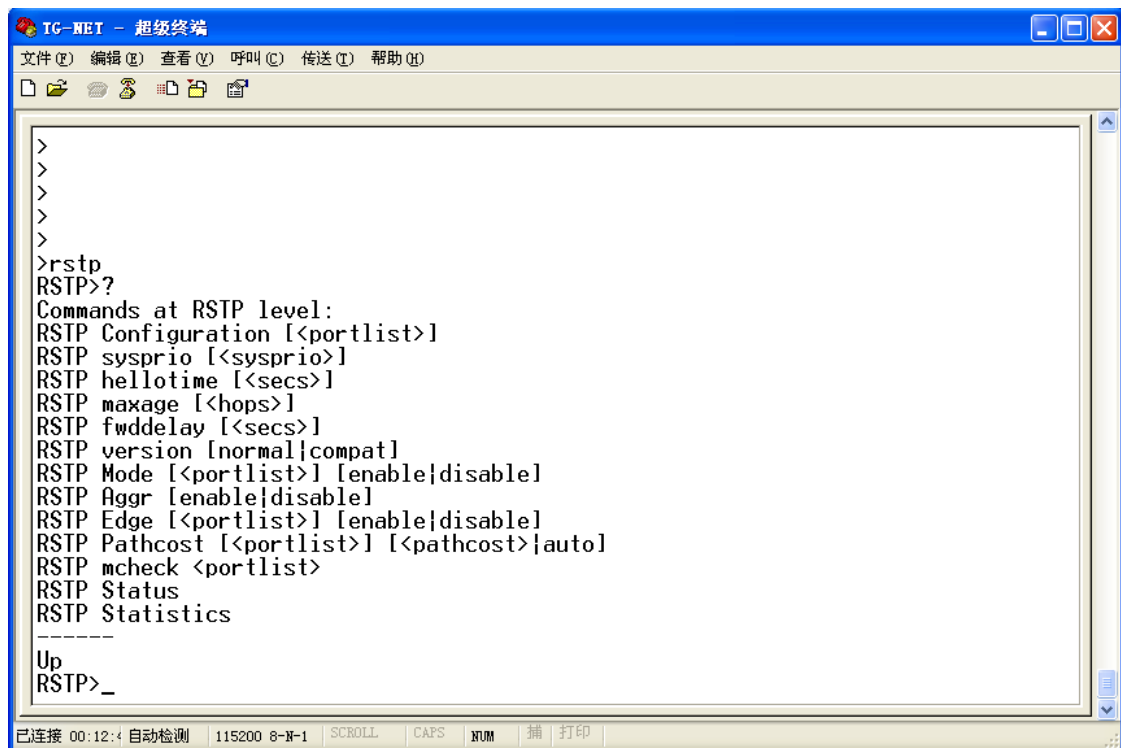 TG-NET - 超级终端
文件(F) 编辑(E) 查看(V) 呼叫(C) 传送(T) 帮助(H)
>
>
>
>
>
>rstp
RSTP>?
Commands at RSTP level:
RSTP Configuration [<portlist>]
RSTP sysprio [<sysprio>]
RSTP hellotime [<secs>]
RSTP maxage [<hops>]
RSTP fwddelay [<secs>]
RSTP version [normal|compat]
RSTP Mode [<portlist>] [enable|disable]
RSTP Aggr [enable|disable]
RSTP Edge [<portlist>] [enable|disable]
RSTP Pathcost [<portlist>] [<pathcost>|auto]
RSTP mcheck <portlist>
RSTP Status
RSTP Statistics
------
Up
RSTP>_
已连接 00:12: 自动检测 115200 8-N-1 SCROLL CAPS NUM 捕 打印